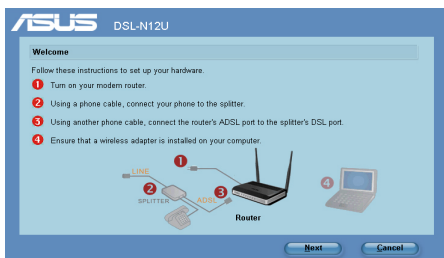 ASUS DSL-N12U
Welcome
Follow these instructions to set up your hardware.
1 Turn on your modem router.
2 Using a phone cable, connect your phone to the splitter.
3 Using another phone cable, connect the router's ADSL port to the splitter's DSL port.
4 Ensure that a wireless adapter is installed on your computer.
1
LINE
2
SPLITTER
ADSL
3
4
Router
Next
Cancel